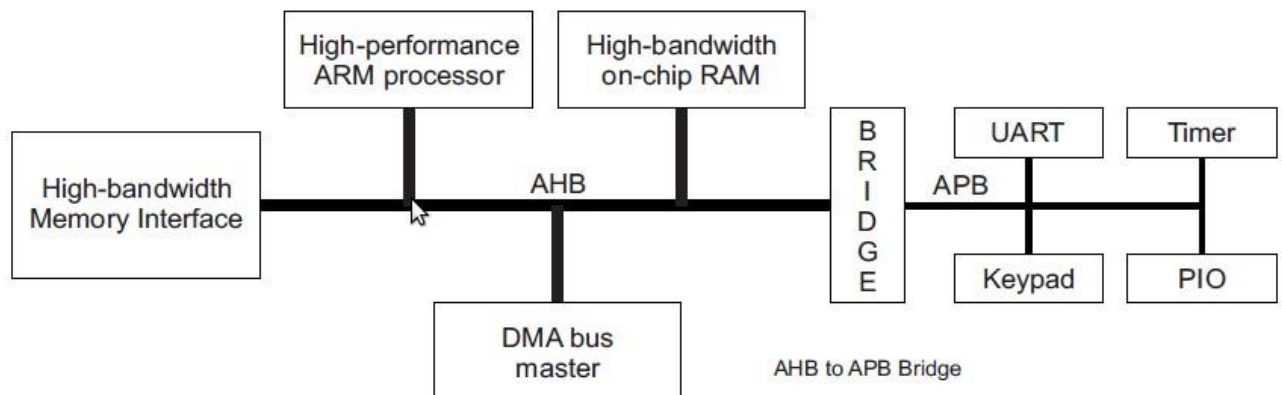 High-performance
ARM processor
High-bandwidth
on-chip RAM
High-bandwidth
Memory Interface
AHB
B
R
I
D
G
E
APB
UART
Timer
Keypad
PIO
DMA bus
master
AHB to APB Bridge